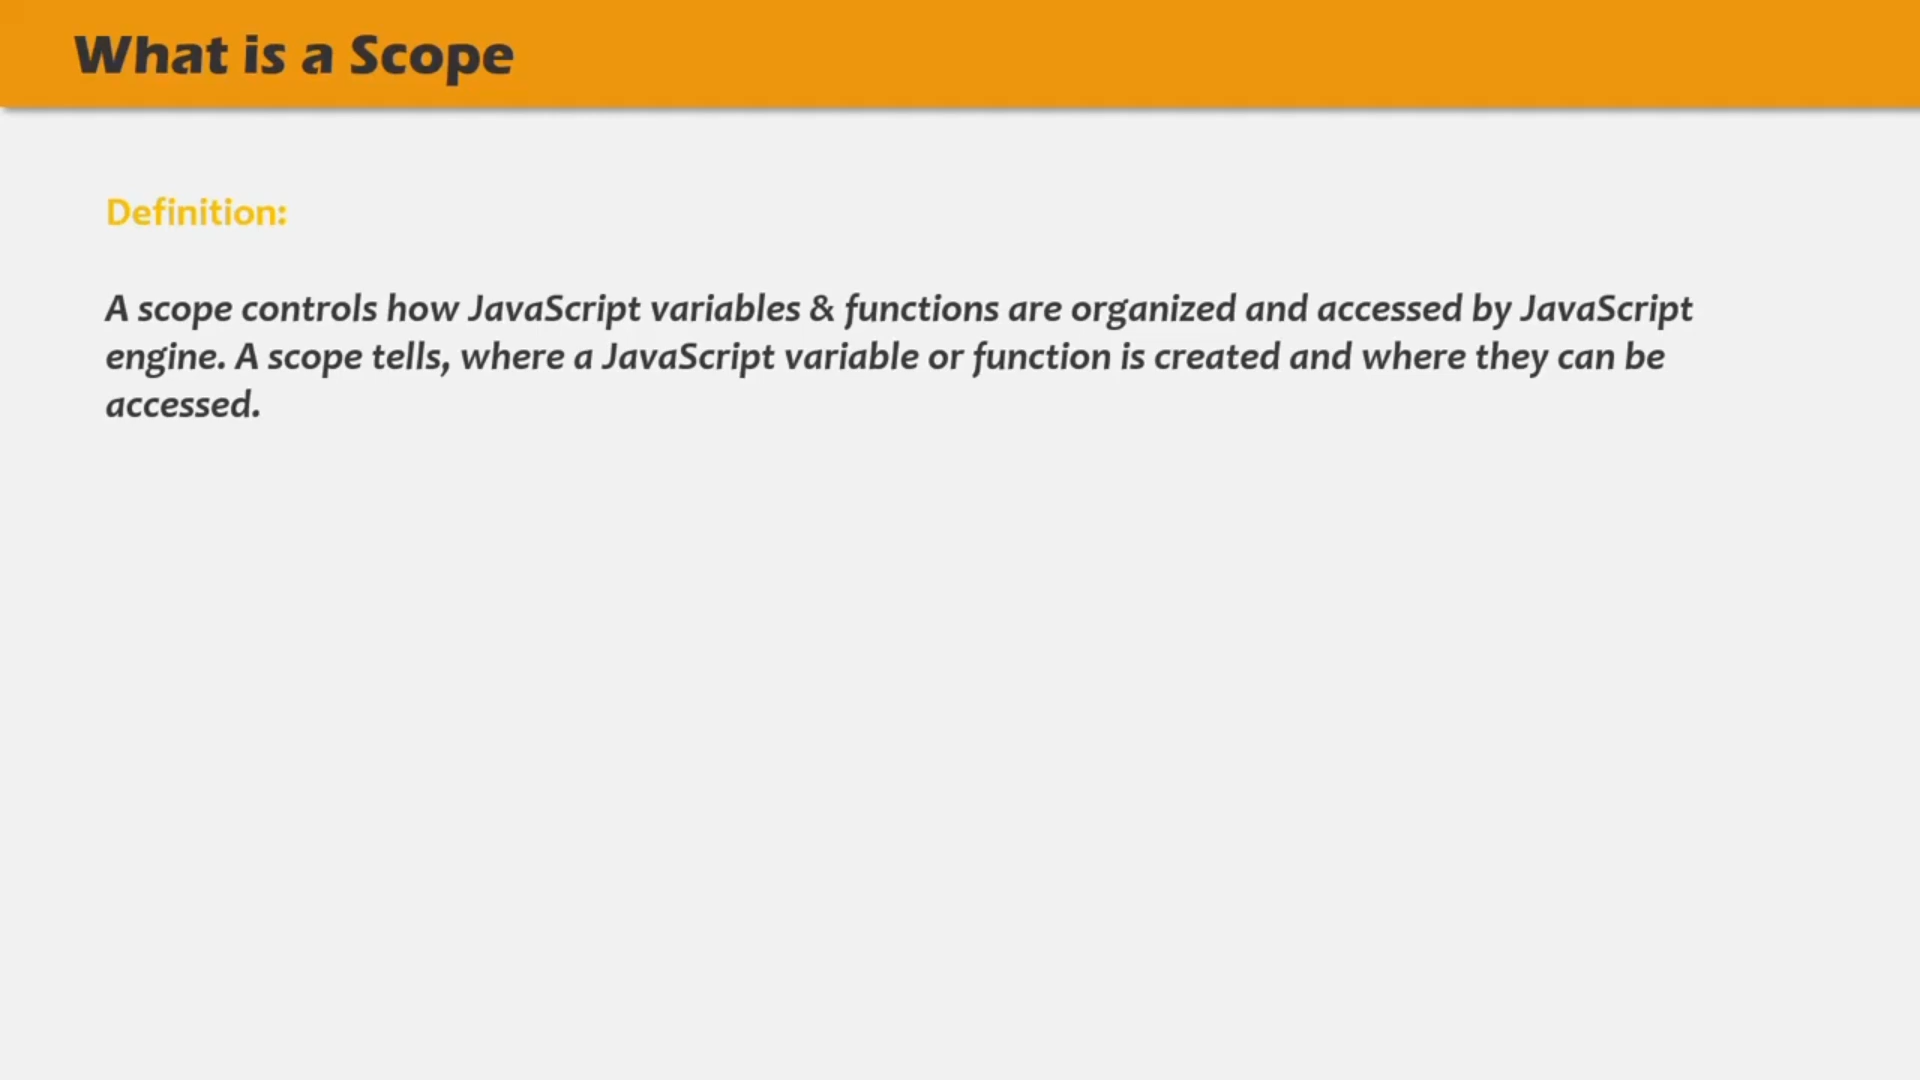 What is a Scope
Definition:
A scope controls how JavaScript variables & functions are organized and accessed by JavaScript
engine. A scope tells, where a JavaScript variable or function is created and where they can be
accessed.